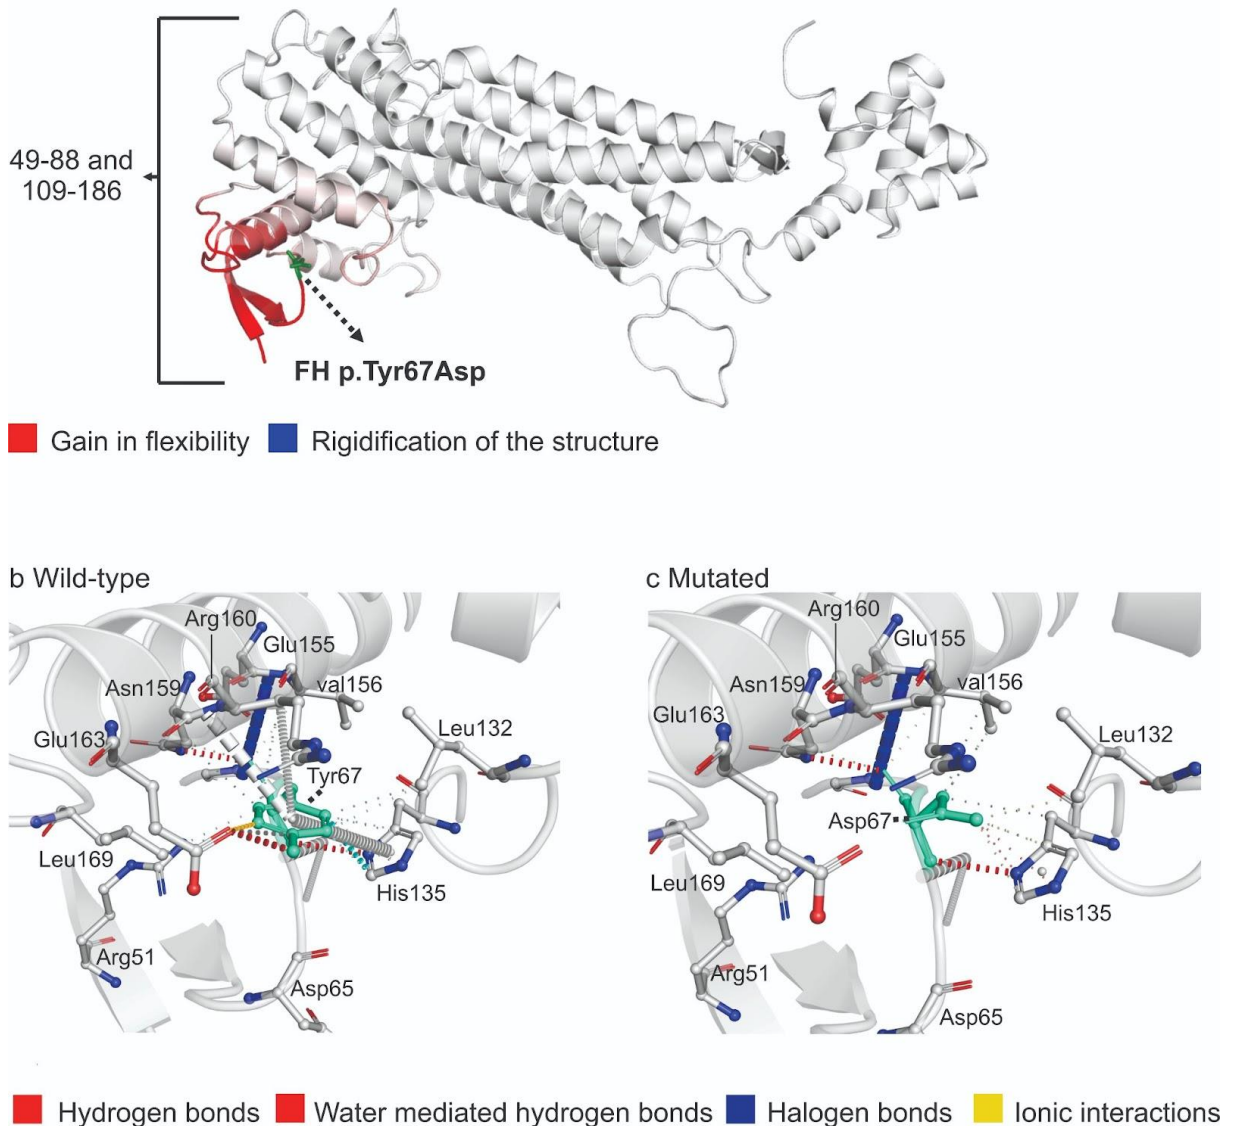 49-88 and
109-186
FH p.Tyr67Asp
Gain in flexibility
Rigidification of the structure
b Wild-type
c Mutated
Arg160
Glu155
Asn159
val156
Leu132
Glu163
Tyr67
Leu169
His135
Arg51
Asp65
Arg160
Glu155
Asn159
val156
Glu163
Leu132
Asp67
Leu169
His135
Arg51
Asp65
Hydrogen bonds
Water mediated hydrogen bonds
Halogen bonds
Ionic interactions